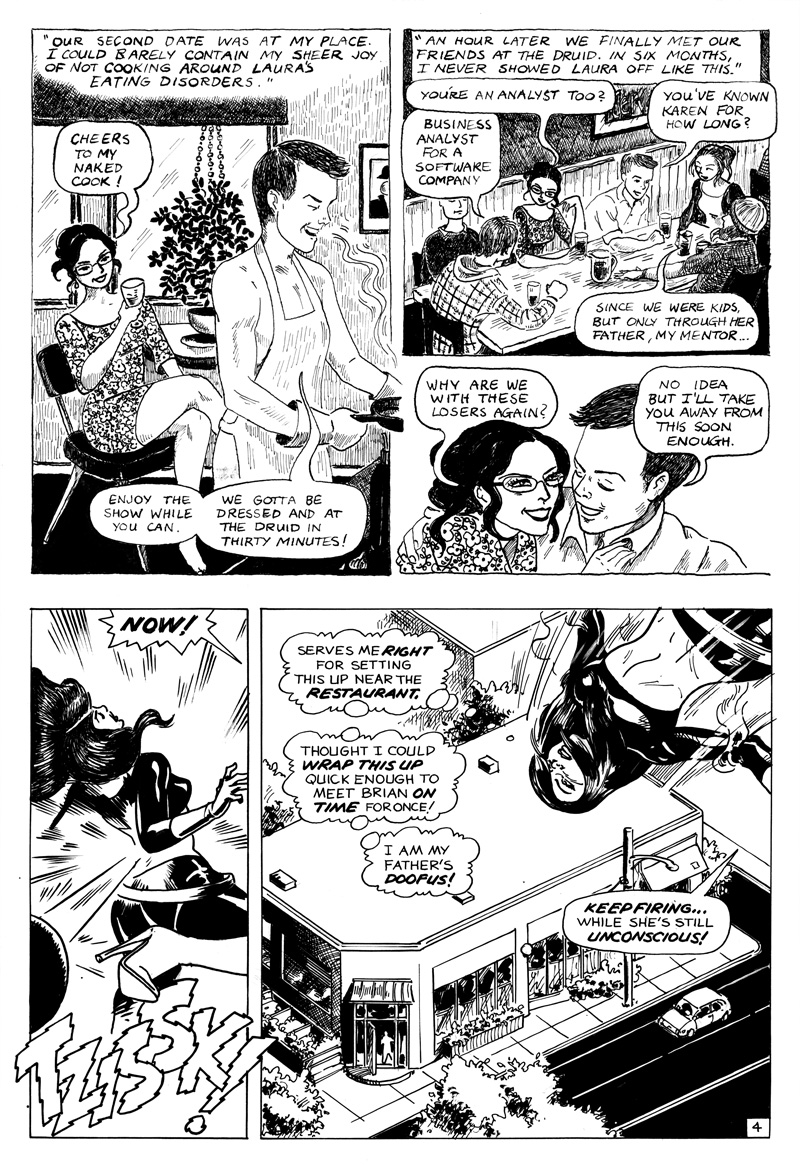 "OUR SECOND DATE WAS AT MY PLACE.
I COULD BARELY CONTAIN MY SHEER JOY
OF NOT COOKING AROUND LAURA'S
EATING DISORDERS."
CHEERS
TO MY
NAKED
COOK!
ENJOY THE
SHOW WHILE
YOU CAN.
WE GOTTA BE
DRESSED AND AT
THE DRUID IN
THIRTY MINUTES!
"AN HOUR LATER WE FINALLY MET OUR
FRIENDS AT THE DRUID. IN SIX MONTHS,
I NEVER SHOWED LAURA OFF LIKE THIS."
YOU'RE AN ANALYST TOO?
BUSINESS
ANALYST
FOR A
SOFTWARE
COMPANY
YOU'VE KNOWN
KAREN FOR
HOW LONG?
SINCE WE WERE KIDS,
BUT ONLY THROUGH HER
FATHER, MY MENTOR...
WHY ARE WE
WITH THESE
LOSERS AGAIN?
NO IDEA
BUT I'LL TAKE
YOU AWAY FROM
THIS SOON
ENOUGH.
NOW!
TZISSK!
SERVES ME RIGHT
FOR SETTING
THIS UP NEAR THE
RESTAURANT.
THOLIGHT I COULD
WRAP THIS UP
QUICK ENOUGH TO
MEET BRIAN ON
TIME FOR ONCE!
I AM MY
FATHER'S
DOOFUS!
KEEP FIRING...
WHILE SHE'S STILL
UNCONSCIOUS!
4